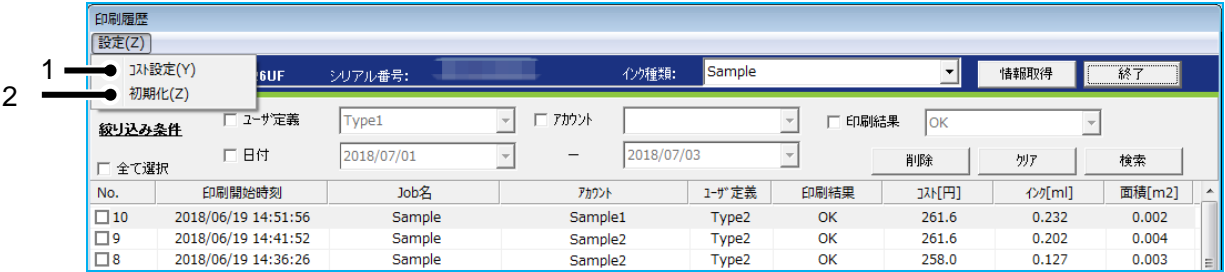 印刷履歴
設定(Z)
1 コスト設定(Y) 6UF シリアル番号: インク種類: Sample 情報取得 終了
2 初期化(Z)
絞り込み条件 ユーザ定義 Type1 アカウント 印刷結果 OK
全て選択 日付 2018/07/01 ― 2018/07/03 削除 クリア 検索
No. 印刷開始時刻 Job名 アカウント ユーザ定義 印刷結果 コスト[円] インク[ml] 面積[m2]
10 2018/06/19 14:51:56 Sample Sample1 Type2 OK 261.6 0.232 0.002
9 2018/06/19 14:41:52 Sample Sample2 Type2 OK 261.6 0.202 0.004
8 2018/06/19 14:36:26 Sample Sample2 Type2 OK 258.0 0.127 0.003